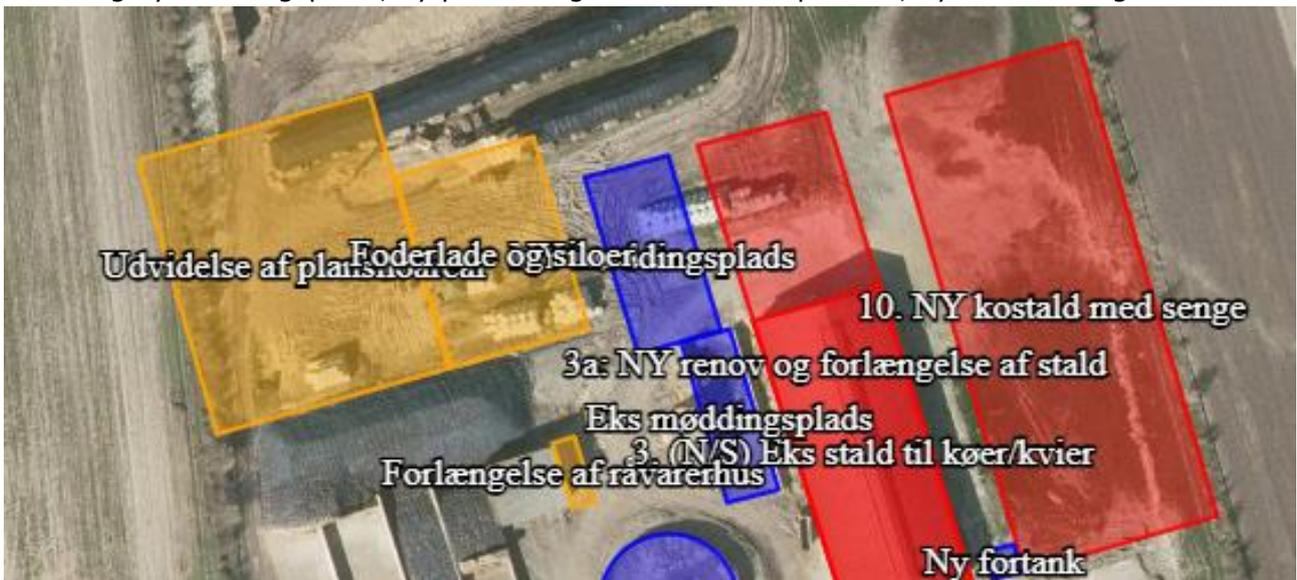 Udvidelse af plansiloareal
Foderlade og siloer
møddingsplads
10. NY kostald med senge
3a: NY renov og forlængelse af stald
Eks møddingsplads
3. (N/S) Eks stald til køer/kvier
Forlængelse af råvarerhus
Ny fortank